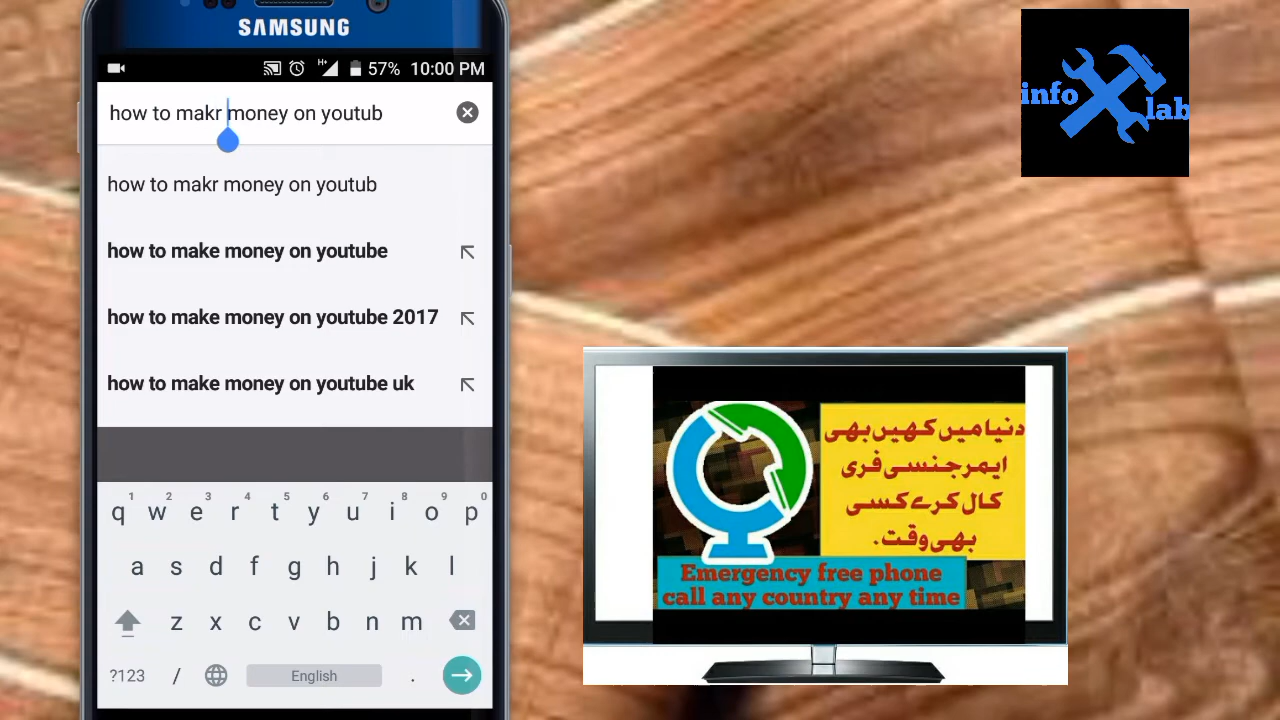 SAMSUNG
H+ 57% 10:00 PM
how to makr money on youtub
how to makr money on youtub
how to make money on youtube
how to make money on youtube 2017
how to make money on youtube uk
1 2 3 4 5 6 7 8 9 0
q w e r t y u i o p
a s d f g h j k l
z x c v b n m
?123 / English .
info
lab
دنیا میں کہیں بھی
ایمرجنسی فری
کال کرے کسی
بھی وقت.
Emergency free phone
call any country any time